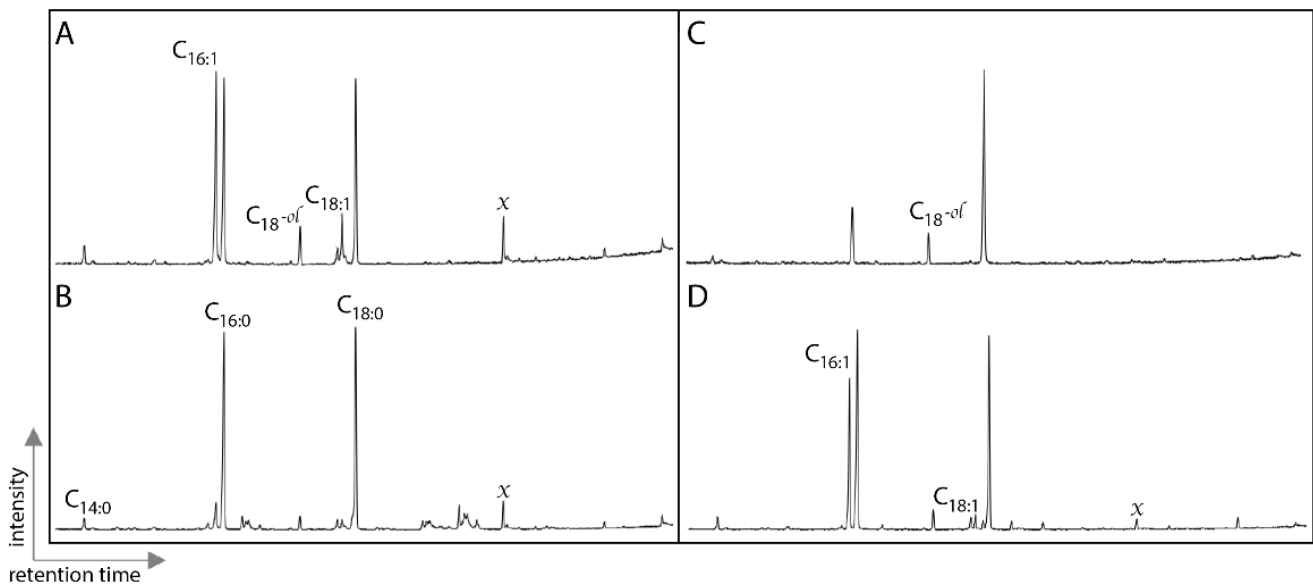 A
C16:1
C18-ol
C18:1
x
B
C16:0
C18:0
C14:0
x
C
C18-ol
D
C16:1
C18:1
x
intensity
retention time